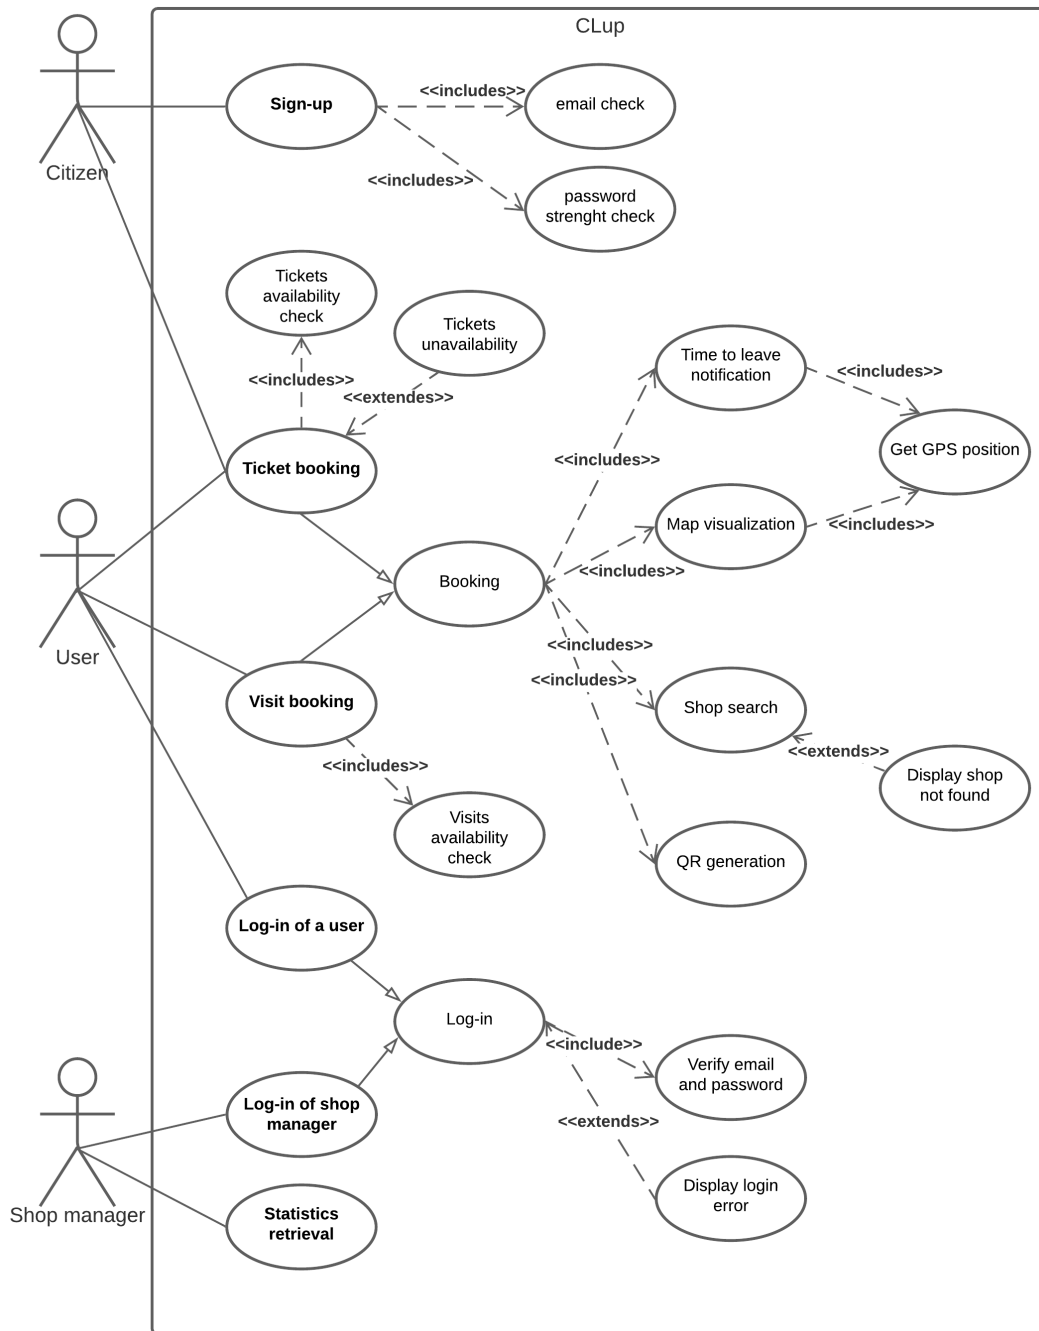 CLup
Sign-up
<<includes>>
email check
Citizen
<<includes>>
password
strenght check
Tickets
availability
check
Tickets
unavailability
<<includes>>
<<extendes>>
Time to leave
notification
<<includes>>
Ticket booking
<<includes>>
Get GPS position
Map visualization
<<includes>>
<<includes>>
Booking
User
<<includes>>
<<includes>>
Visit booking
Shop search
<<includes>>
<<extends>>
Display shop
not found
Visits
availability
check
QR generation
Log-in of a user
Log-in
<<include>>
Verify email
and password
Log-in of shop
manager
<<extends>>
Shop manager
Statistics
retrieval
Display login
error